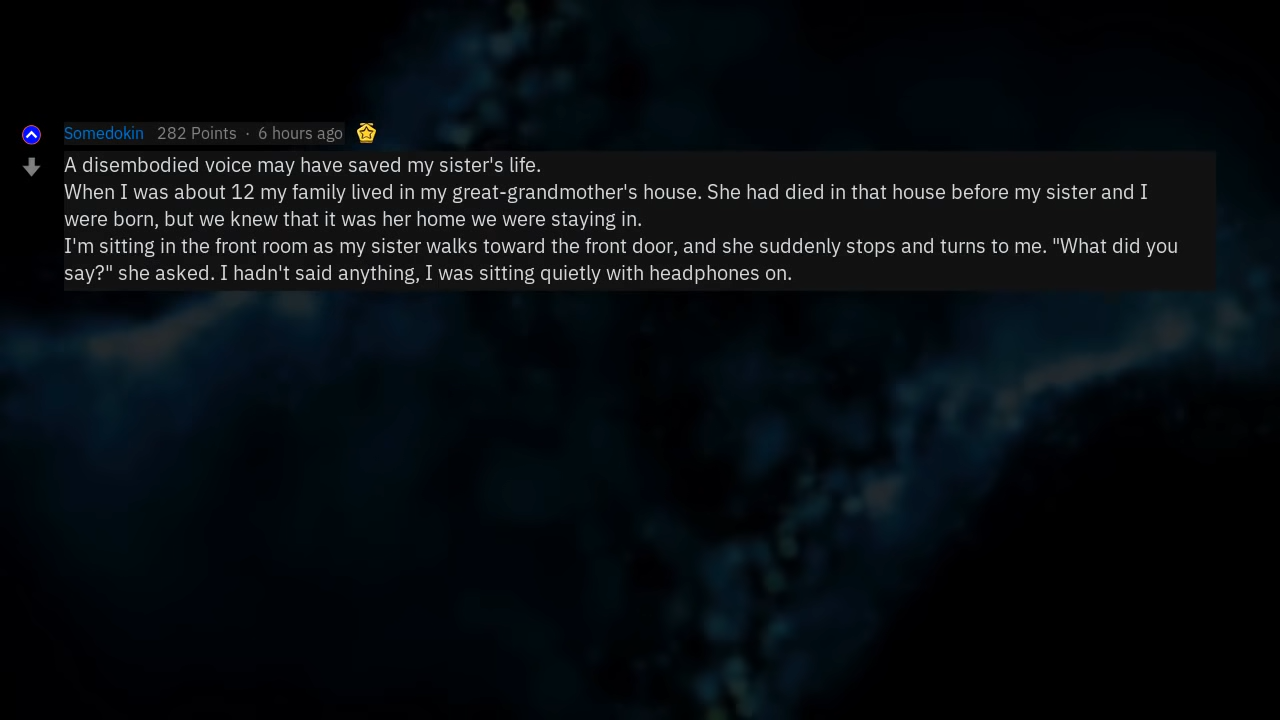 Somedokin 282 Points · 6 hours ago
A disembodied voice may have saved my sister's life.
When I was about 12 my family lived in my great-grandmother's house. She had died in that house before my sister and I
were born, but we knew that it was her home we were staying in.
I'm sitting in the front room as my sister walks toward the front door, and she suddenly stops and turns to me. "What did you
say?" she asked. I hadn't said anything, I was sitting quietly with headphones on.